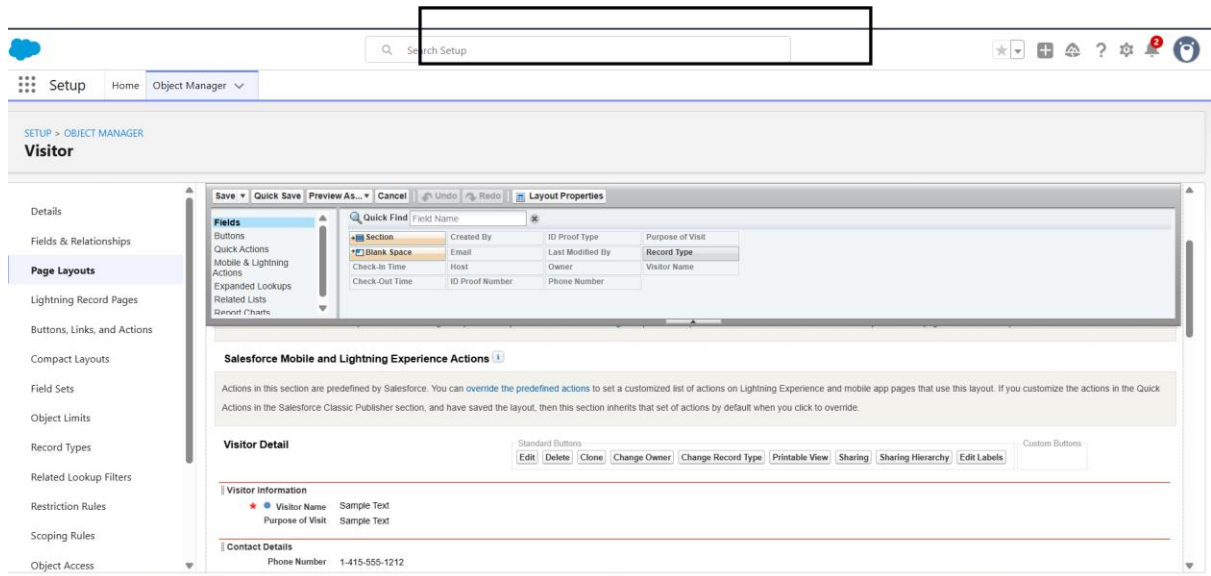 Search Setup
2
Setup Home Object Manager
SETUP > OBJECT MANAGER
Visitor
Details
Fields & Relationships
Page Layouts
Lightning Record Pages
Buttons, Links, and Actions
Compact Layouts
Field Sets
Object Limits
Record Types
Related Lookup Filters
Restriction Rules
Scoping Rules
Object Access
Save Quick Save Preview As... Cancel Undo Redo Layout Properties
Fields
Buttons
Quick Actions
Mobile & Lightning
Actions
Expanded Lookups
Related Lists
Report Charts
Quick Find Field Name
Section Created By ID Proof Type Purpose of Visit
Blank Space Email Last Modified By Record Type
Check-In Time Host Owner Visitor Name
Check-Out Time ID Proof Number Phone Number
Salesforce Mobile and Lightning Experience Actions i
Actions in this section are predefined by Salesforce. You can override the predefined actions to set a customized list of actions on Lightning Experience and mobile app pages that use this layout. If you customize the actions in the Quick
Actions in the Salesforce Classic Publisher section, and have saved the layout, then this section inherits that set of actions by default when you click to override.
Visitor Detail
Standard Buttons
Edit Delete Clone Change Owner Change Record Type Printable View Sharing Sharing Hierarchy Edit Labels
Custom Buttons
Visitor Information
Visitor Name Sample Text
Purpose of Visit Sample Text
Contact Details
Phone Number 1-415-555-1212